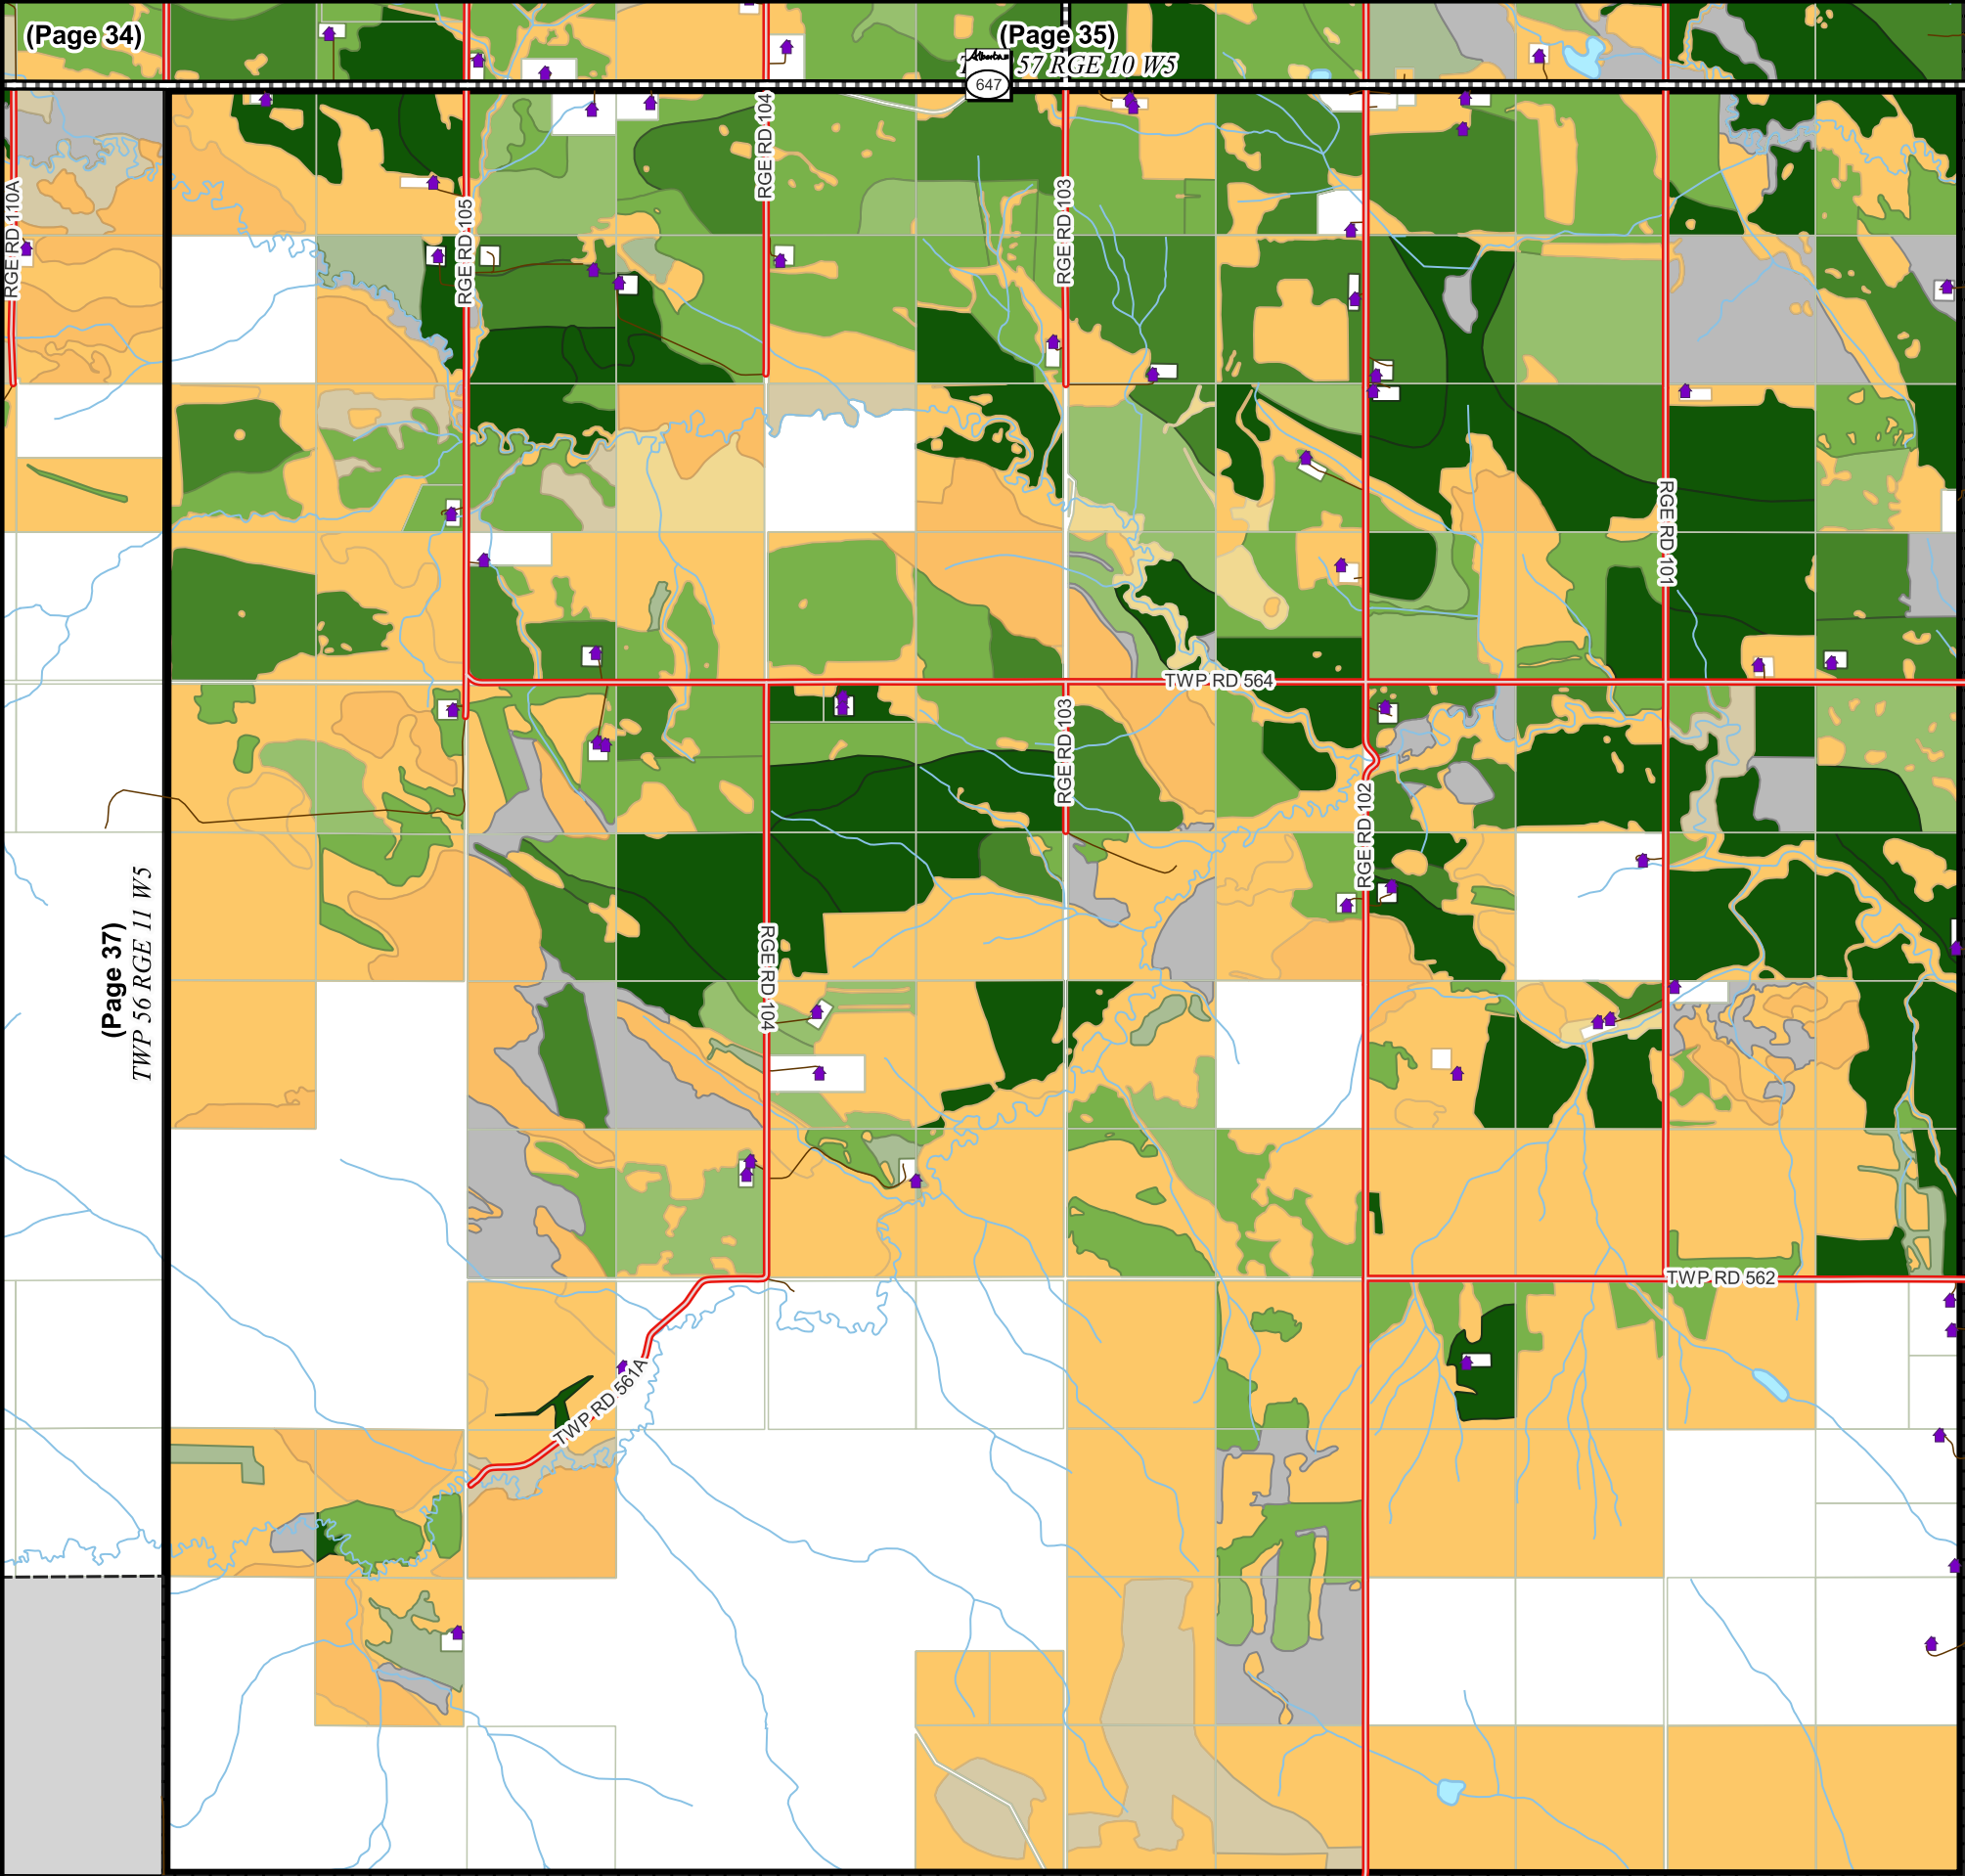 (Page 34)
(Page 35)
57 RGE 10 W5
Alberta
647
RGE RD 110A
RGE RD 105
RGE RD 104
RGE RD 103
RGE RD 101
TWP RD 564
RGE RD 103
RGE RD 102
(Page 37)
TWP 56 RGE 11 W5
RGE RD 104
TWP RD 562
TWP RD 561A